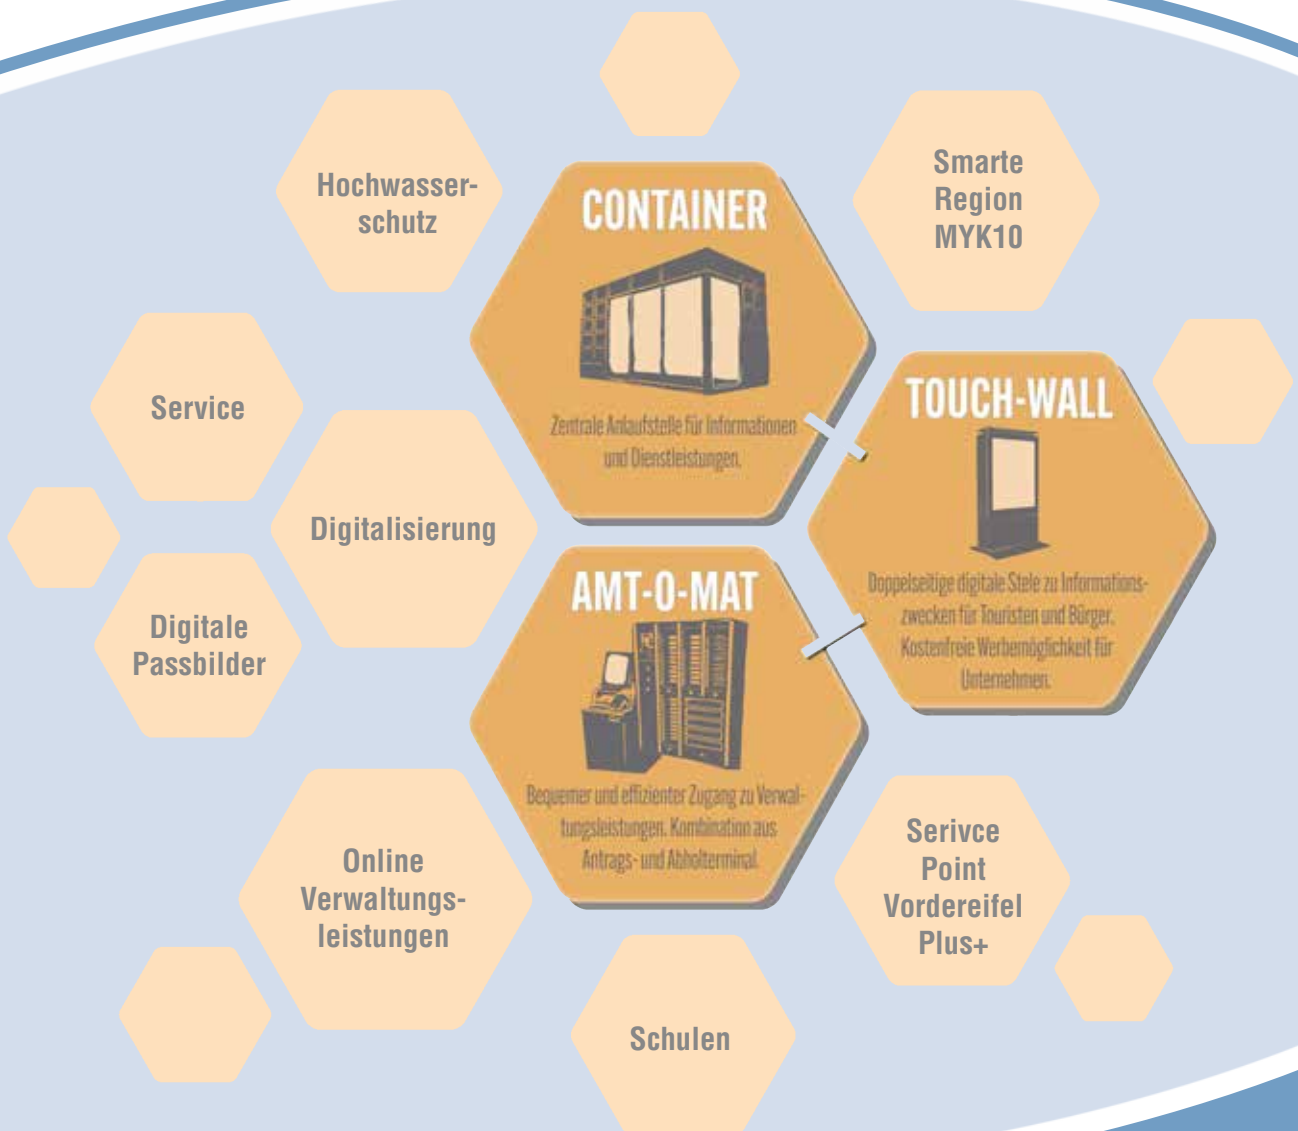 Hochwasser-
schutz
CONTAINER
Zentrale Anlaufstelle für Informationen
und Dienstleistungen.
Smarte
Region
MYK10
Service
TOUCH-WALL
Doppelseitige digitale Stele zu Informations-
zwecken für Touristen und Bürger.
Kostenfreie Werbemöglichkeit für
Unternehmen.
Digitalisierung
AMT-O-MAT
Bequemer und effizienter Zugang zu Verwal-
tungsleistungen. Kombination aus
Antrags- und Abholterminal.
Digitale
Passbilder
Online
Verwaltungs-
leistungen
Serivce
Point
Vordereifel
Plus+
Schulen